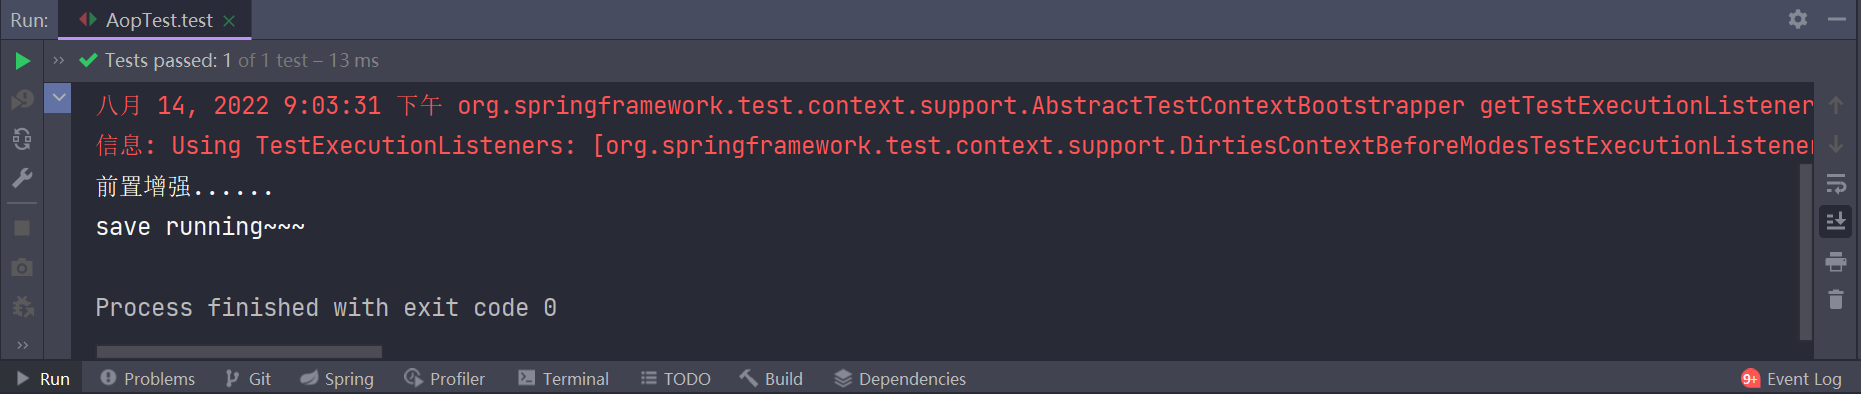 Run: AopTest.test
Tests passed: 1 of 1 test – 13 ms
八月 14, 2022 9:03:31 下午 org.springframework.test.context.support.AbstractTestContextBootstrapper getTestExecutionListener
信息: Using TestExecutionListeners: [org.springframework.test.context.support.DirtiesContextBeforeModesTestExecutionListener
前置增强......
save running~~~
Process finished with exit code 0
Run Problems Git Spring Profiler Terminal TODO Build Dependencies 9+ Event Log